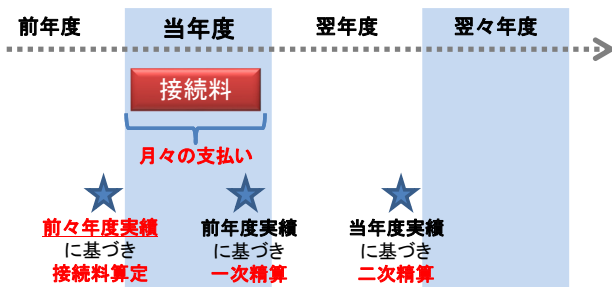 前年度
当年度
翌年度
翌々年度
接続料
月々の支払い
前々年度実績
に基づき
接続料算定
前年度実績
に基づき
一次精算
当年度実績
に基づき
二次精算